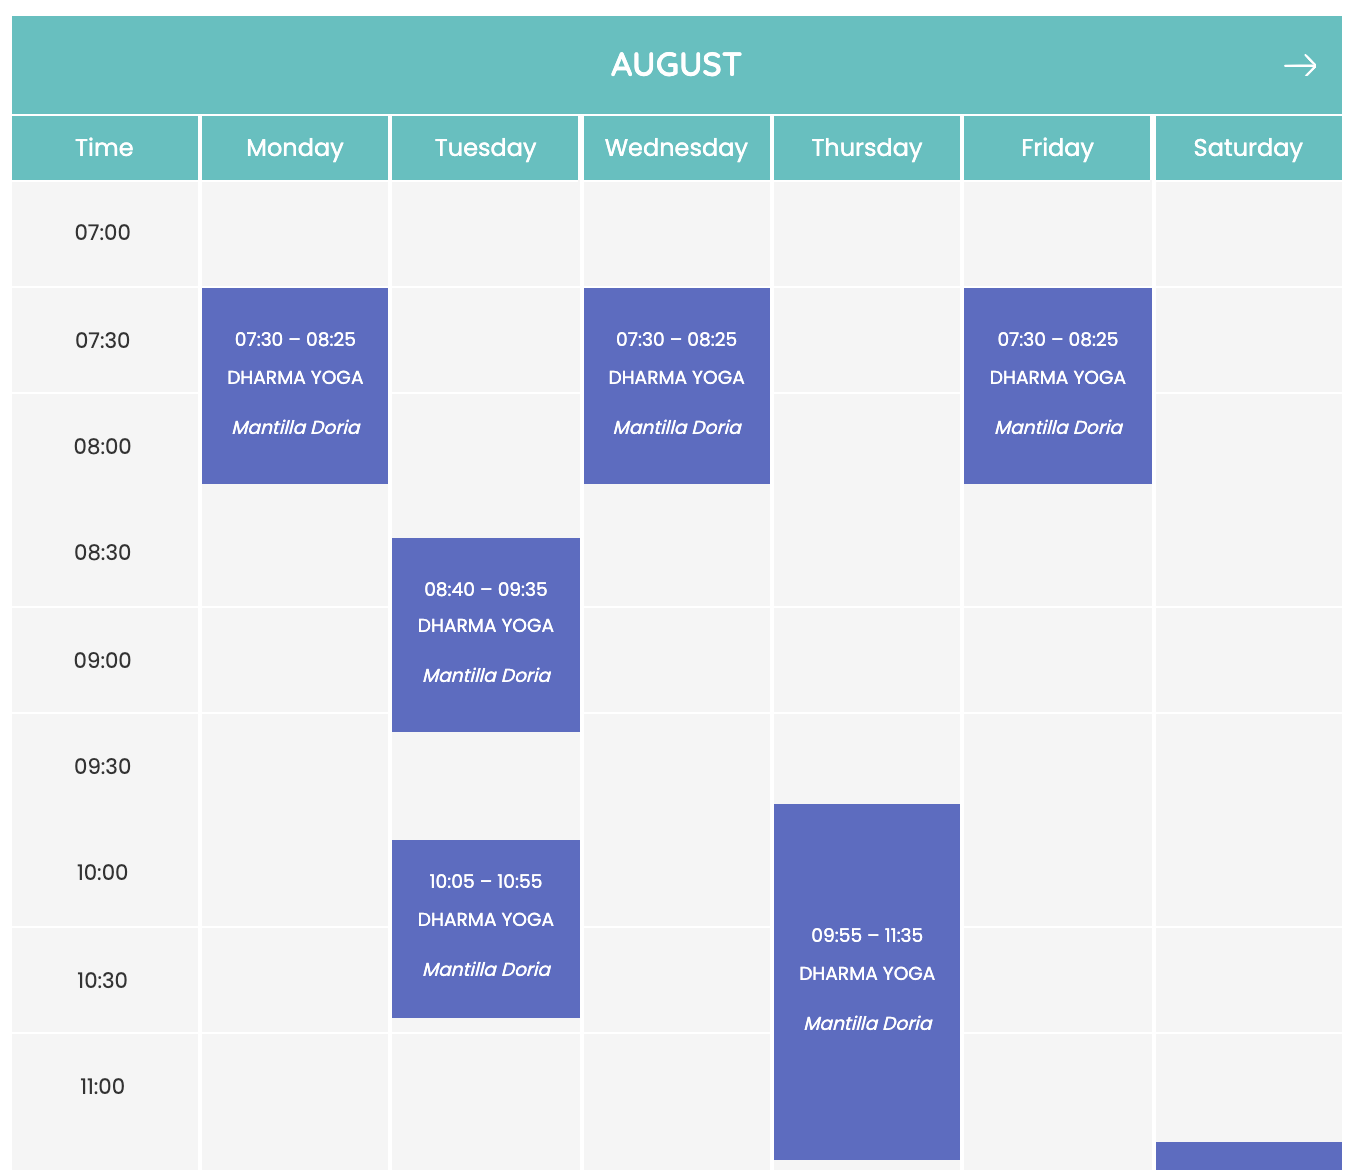 AUGUST
Time Monday Tuesday Wednesday Thursday Friday Saturday
07:00
07:30
08:00
08:30
09:00
09:30
10:00
10:30
11:00
07:30 – 08:25
DHARMA YOGA
Mantilla Doria
08:40 – 09:35
DHARMA YOGA
Mantilla Doria
10:05 – 10:55
DHARMA YOGA
Mantilla Doria
07:30 – 08:25
DHARMA YOGA
Mantilla Doria
09:55 – 11:35
DHARMA YOGA
Mantilla Doria
07:30 – 08:25
DHARMA YOGA
Mantilla Doria